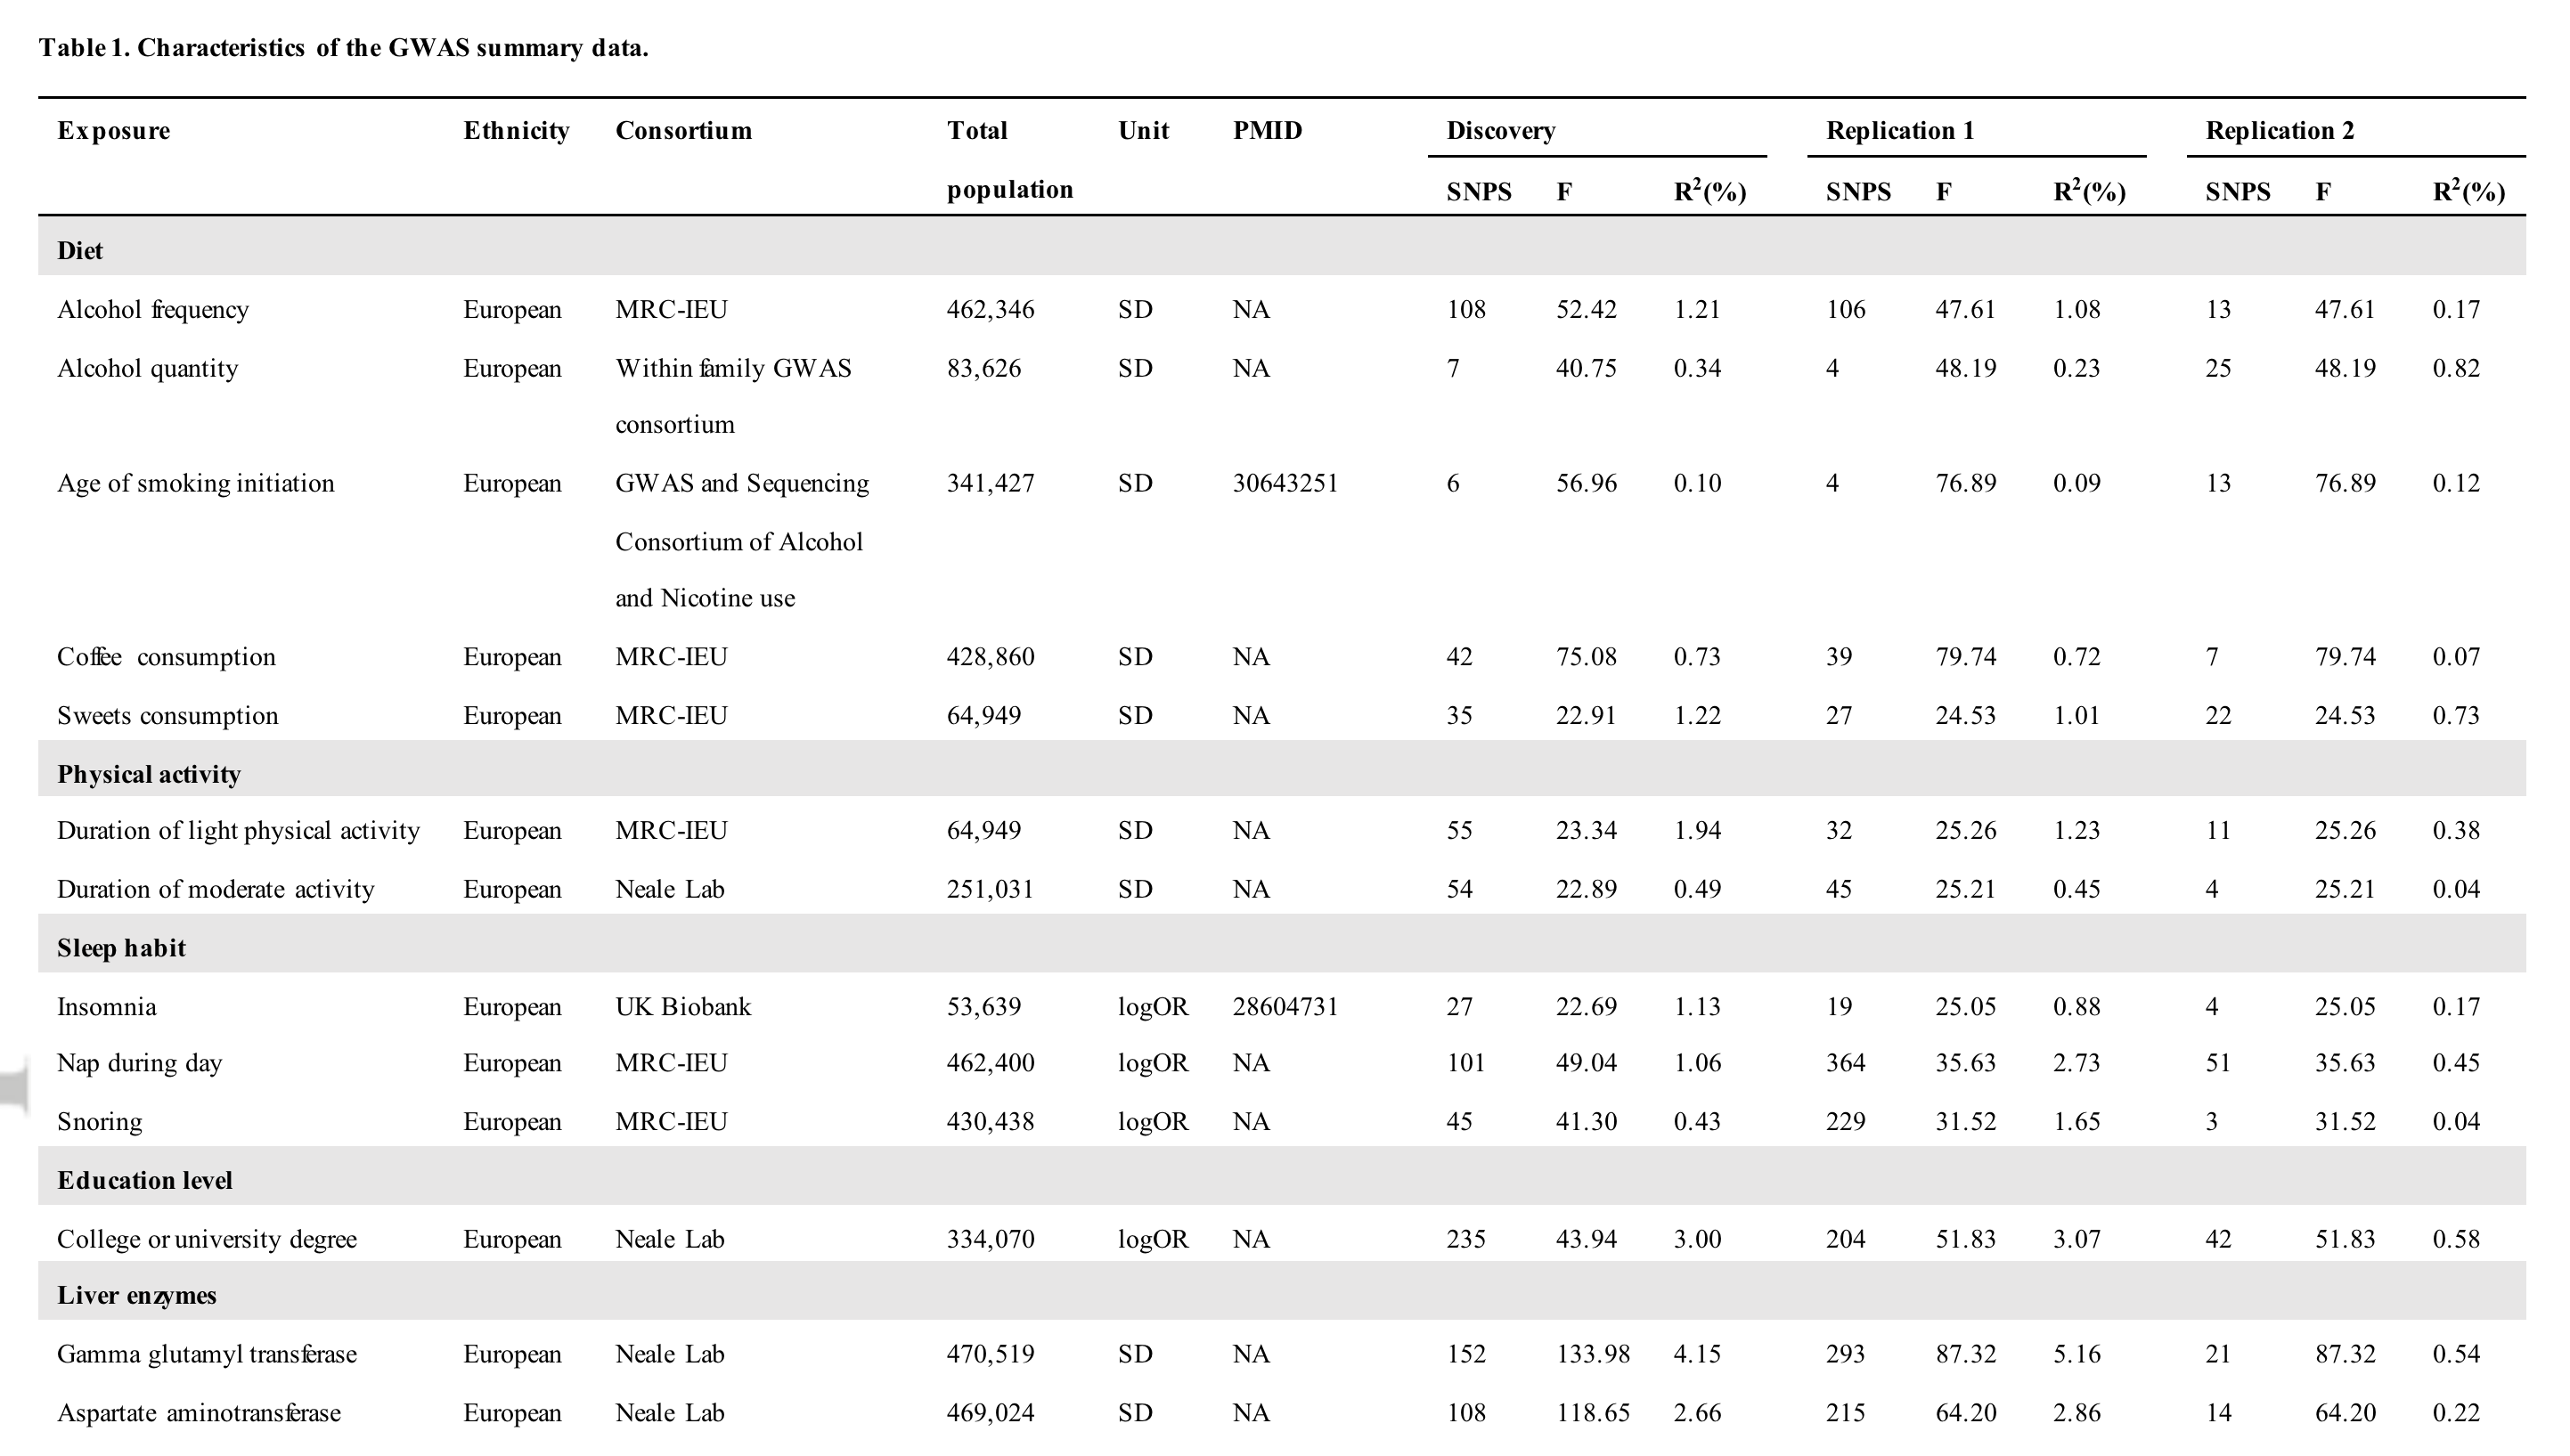 Table 1. Characteristics of the GWAS summary data.
Exposure Ethnicity Consortium Total Unit PMID Discovery Replication 1 Replication 2
population SNPS F R²(%) SNPS F R²(%) SNPS F R²(%)
Diet
Alcohol frequency European MRC-IEU 462,346 SD NA 108 52.42 1.21 106 47.61 1.08 13 47.61 0.17
Alcohol quantity European Within family GWAS 83,626 SD NA 7 40.75 0.34 4 48.19 0.23 25 48.19 0.82
consortium
Age of smoking initiation European GWAS and Sequencing 341,427 SD 30643251 6 56.96 0.10 4 76.89 0.09 13 76.89 0.12
Consortium of Alcohol
and Nicotine use
Coffee consumption European MRC-IEU 428,860 SD NA 42 75.08 0.73 39 79.74 0.72 7 79.74 0.07
Sweets consumption European MRC-IEU 64,949 SD NA 35 22.91 1.22 27 24.53 1.01 22 24.53 0.73
Physical activity
Duration of light physical activity European MRC-IEU 64,949 SD NA 55 23.34 1.94 32 25.26 1.23 11 25.26 0.38
Duration of moderate activity European Neale Lab 251,031 SD NA 54 22.89 0.49 45 25.21 0.45 4 25.21 0.04
Sleep habit
Insomnia European UK Biobank 53,639 logOR 28604731 27 22.69 1.13 19 25.05 0.88 4 25.05 0.17
Nap during day European MRC-IEU 462,400 logOR NA 101 49.04 1.06 364 35.63 2.73 51 35.63 0.45
Snoring European MRC-IEU 430,438 logOR NA 45 41.30 0.43 229 31.52 1.65 3 31.52 0.04
Education level
College or university degree European Neale Lab 334,070 logOR NA 235 43.94 3.00 204 51.83 3.07 42 51.83 0.58
Liver enzymes
Gamma glutamyl transferase European Neale Lab 470,519 SD NA 152 133.98 4.15 293 87.32 5.16 21 87.32 0.54
Aspartate aminotransferase European Neale Lab 469,024 SD NA 108 118.65 2.66 215 64.20 2.86 14 64.20 0.22